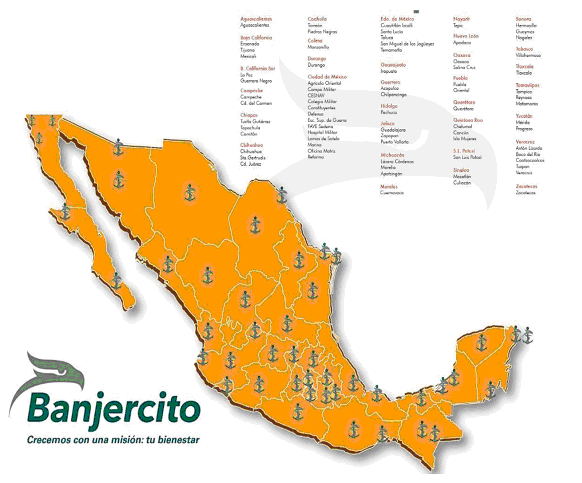 Aguascalientes
Aguascalientes
Baja California
Ensenada
Tijuana
Mexicali
B. California Sur
La Paz
Guerrero Negro
Campeche
Campeche
Cd. del Carmen
Chiapas
Tuxtla Gutiérrez
Tapachula
Comitán
Chihuahua
Chihuahua
Sta. Gertrudis
Cd. Juárez
Coahuila
Torreón
Piedras Negras
Colima
Manzanillo
Durango
Durango
Ciudad de México
Agrícola Oriental
Campo Militar
CESNAV
Colegio Militar
Constituyentes
Defensa
Esc. Sup. de Guerra
FAVE Sedena
Hospital Militar
Lomas de Sotelo
Marina
Oficina Matriz
Reforma
Edo. de México
Cuautitlán Izcalli
Santa Lucía
Toluca
San Miguel de los Jagüeyes
Temamatla
Guanajuato
Irapuato
Guerrero
Acapulco
Chilpancingo
Hidalgo
Pachuca
Jalisco
Guadalajara
Zapopan
Puerto Vallarta
Michoacán
Lázaro Cárdenas
Morelia
Apatzingán
Morelos
Cuernavaca
Nayarit
Tepic
Nuevo León
Apodaca
Oaxaca
Oaxaca
Salina Cruz
Puebla
Puebla
Oriental
Querétaro
Querétaro
Quintana Roo
Chetumal
Cancún
Isla Mujeres
S.L. Potosí
San Luis Potosí
Sinaloa
Mazatlán
Culiacán
Sonora
Hermosillo
Guaymas
Nogales
Tabasco
Villahermosa
Tlaxcala
Tlaxcala
Tamaulipas
Tampico
Reynosa
Matamoros
Yucatán
Mérida
Progreso
Veracruz
Antón Lizardo
Boca del Río
Coatzacoalcos
Tuxpan
Veracruz
Zacatecas
Zacatecas
Banjercito
Crecemos con una misión: tu bienestar